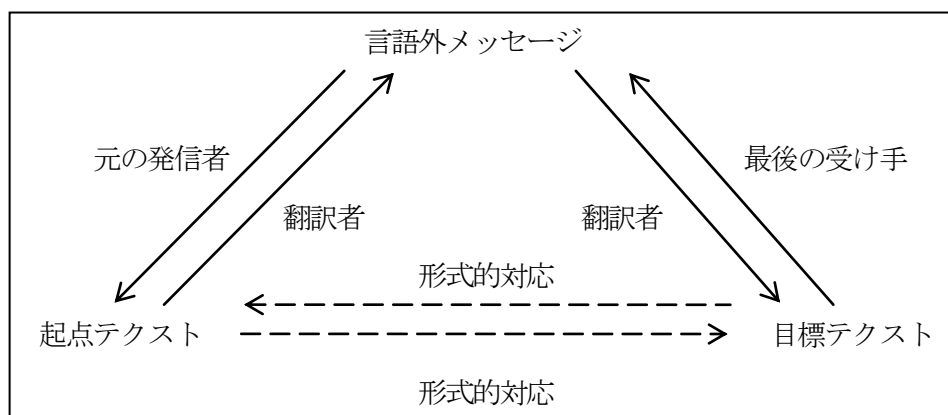 言語外メッセージ
元の発信者
最後の受け手
翻訳者
翻訳者
形式的対応
起点テクスト
目標テクスト
形式的対応